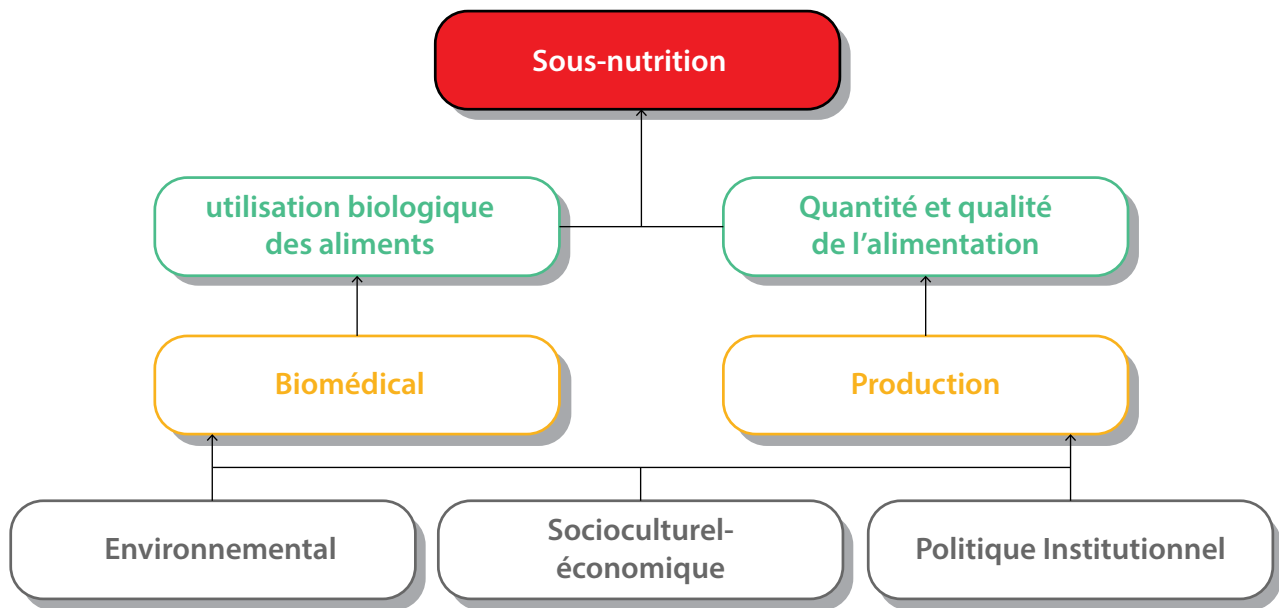 Sous-nutrition
utilisation biologique
des aliments
Quantité et qualité
de l’alimentation
Biomédical
Production
Environnemental
Socioculturel-
économique
Politique Institutionnel